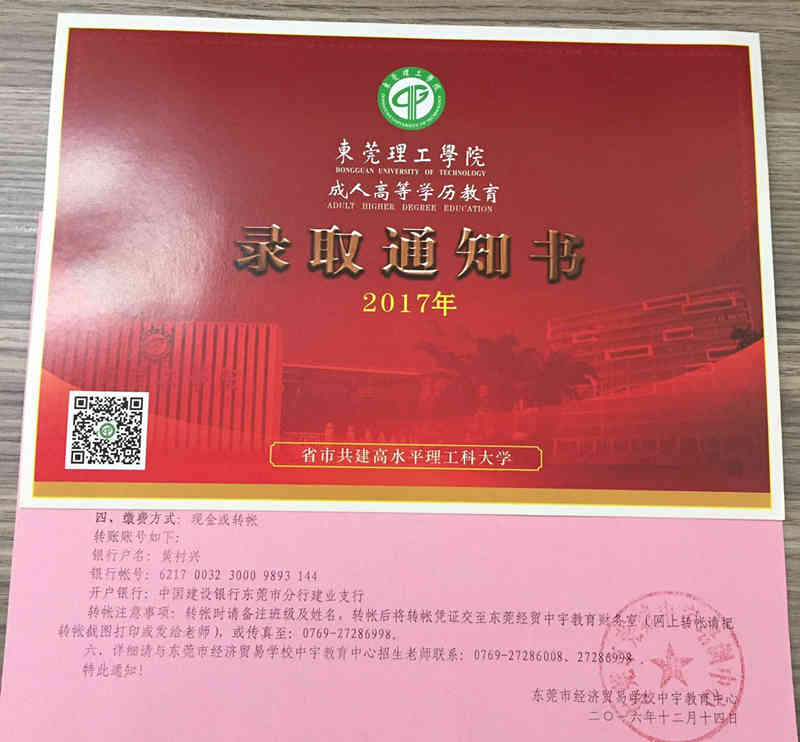 東莞理工學院
DONGGUAN UNIVERSITY OF TECHNOLOGY
東莞理工學院
DONGGUAN UNIVERSITY OF TECHNOLOGY
成人高等学历教育
ADULT HIGHER DEGREE EDUCATION
录取通知书
2017年
省市共建高水平理工科大学
四、缴费方式：现金或转帐
转账账号如下：
银行户名：黄村兴
银行帐号：6217 0032 3000 9893 144
开户银行：中国建设银行东莞市分行建业支行
转帐注意事项：转帐时请备注班级及姓名，转帐后将转帐凭证交至东莞经贸中宇教育财务室（网上转帐请把
转帐截图打印或发给老师），或传真至：0769-27286998。
六、详细请与东莞市经济贸易学校中宇教育中心招生老师联系：0769-27286008、27286998 .
特此通知！
东莞市经济贸易学校中宇教育中心
二〇一六年十二月十四日